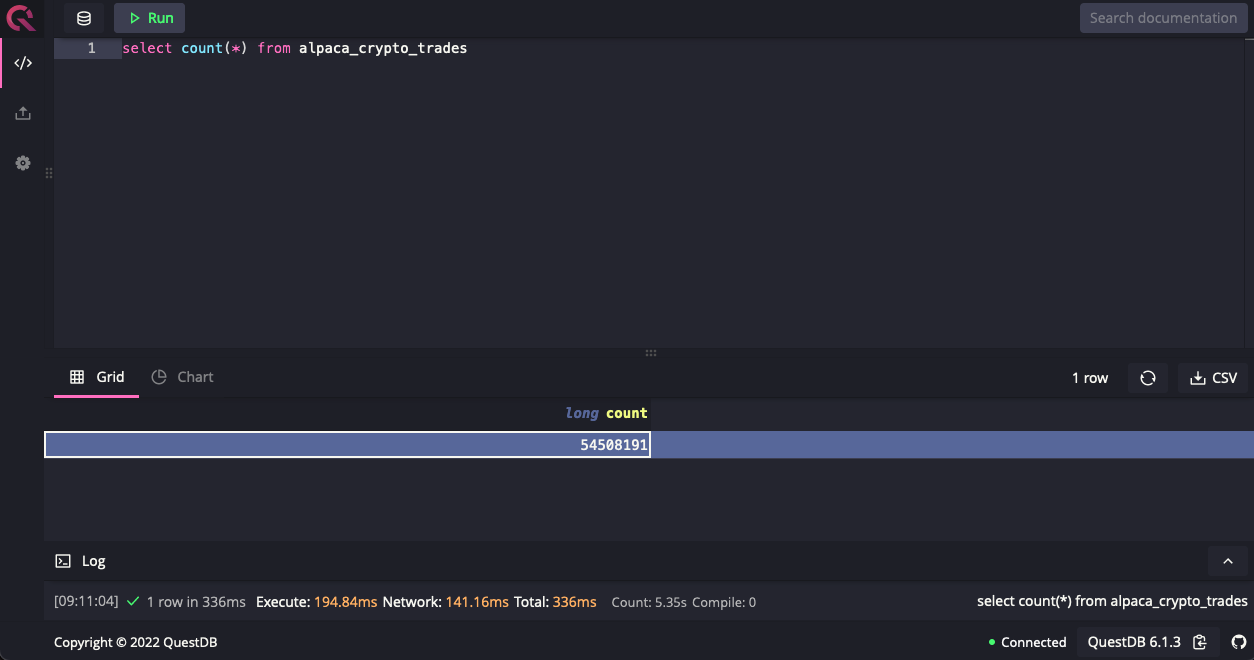 Run
Search documentation
1 select count(*) from alpaca_crypto_trades
Grid Chart 1 row CSV
long count
54508191
Log
[09:11:04] 1 row in 336ms Execute: 194.84ms Network: 141.16ms Total: 336ms Count: 5.35s Compile: 0 select count(*) from alpaca_crypto_trades
Copyright © 2022 QuestDB Connected QuestDB 6.1.3